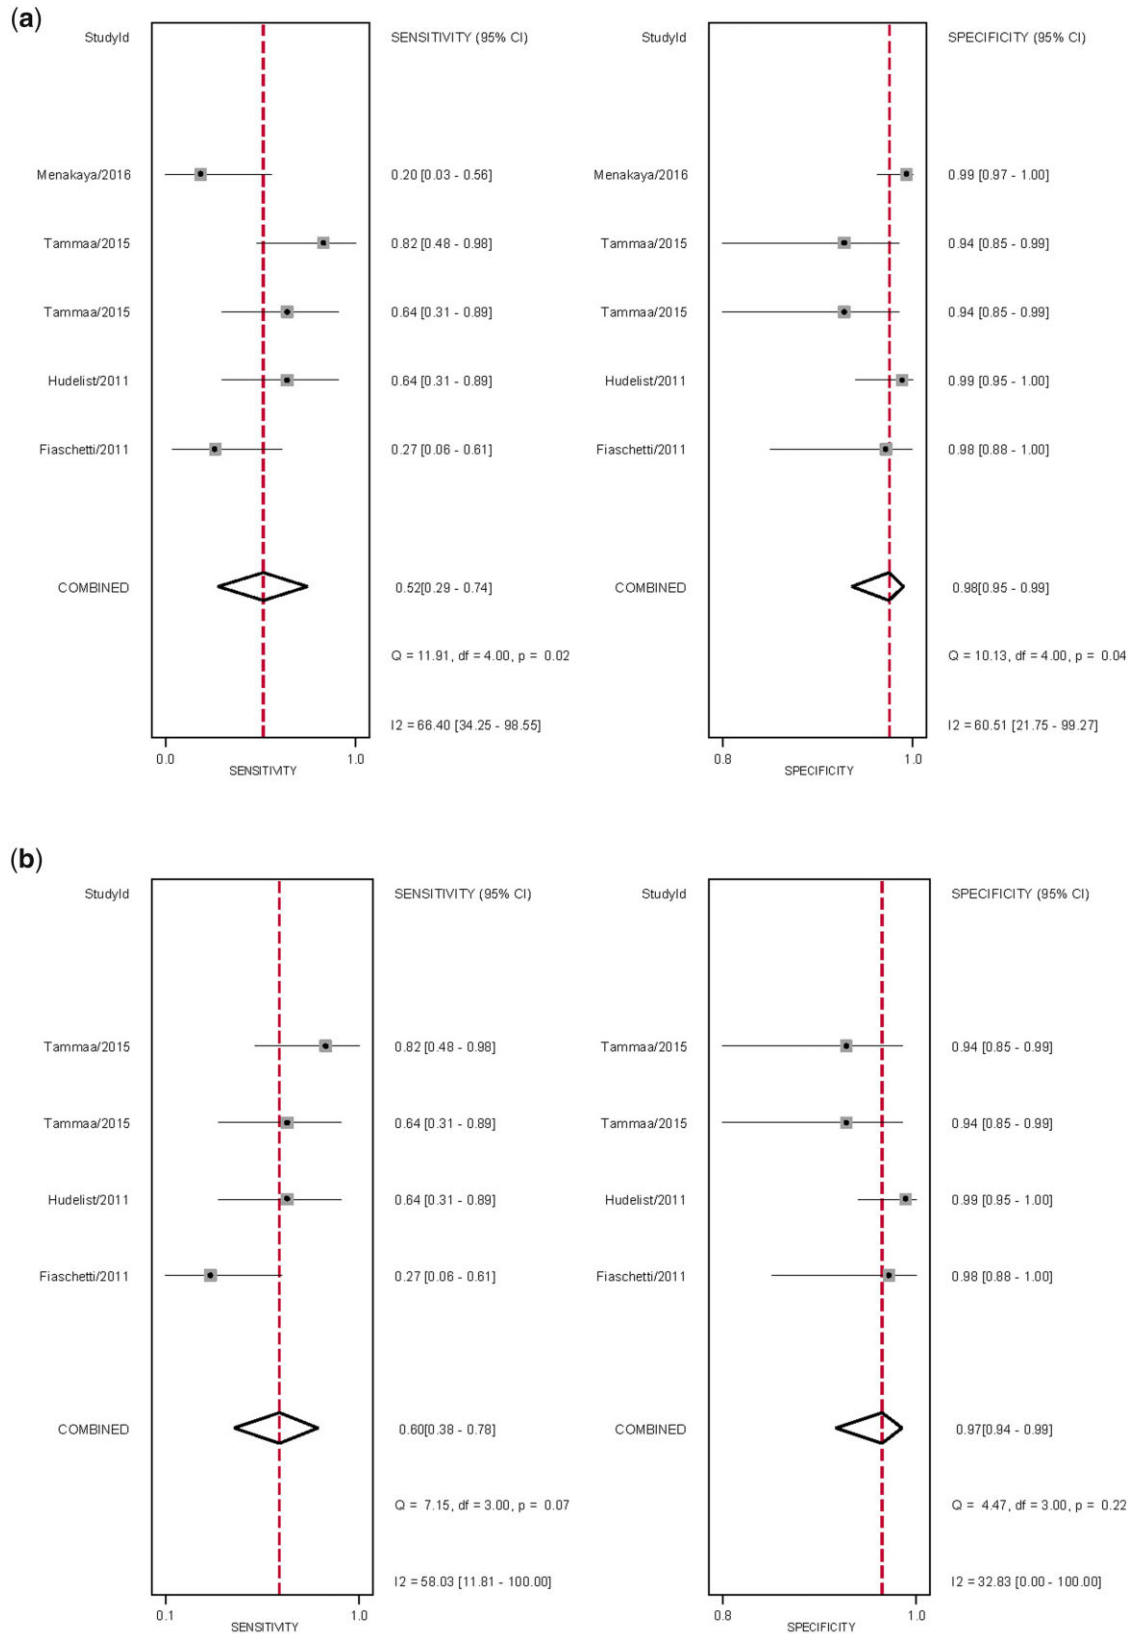 (a)
StudyId SENSITIVITY (95% CI) StudyId SPECIFICITY (95% CI)
Menakaya/2016 0.20 [0.03 - 0.56] Menakaya/2016 0.99 [0.97 - 1.00]
Tammaa/2015 0.82 [0.48 - 0.98] Tammaa/2015 0.94 [0.85 - 0.99]
Tammaa/2015 0.64 [0.31 - 0.89] Tammaa/2015 0.94 [0.85 - 0.99]
Hudelist/2011 0.64 [0.31 - 0.89] Hudelist/2011 0.99 [0.95 - 1.00]
Fiaschetti/2011 0.27 [0.06 - 0.61] Fiaschetti/2011 0.98 [0.88 - 1.00]
COMBINED 0.52[0.29 - 0.74] COMBINED 0.98[0.95 - 0.99]
Q = 11.91, df = 4.00, p = 0.02 Q = 10.13, df = 4.00, p = 0.04
I2 = 66.40 [34.25 - 98.55] I2 = 60.51 [21.75 - 99.27]
0.0 1.0 0.8 1.0
SENSITIVITY SPECIFICITY
(b)
StudyId SENSITIVITY (95% CI) StudyId SPECIFICITY (95% CI)
Tammaa/2015 0.82 [0.48 - 0.98] Tammaa/2015 0.94 [0.85 - 0.99]
Tammaa/2015 0.64 [0.31 - 0.89] Tammaa/2015 0.94 [0.85 - 0.99]
Hudelist/2011 0.64 [0.31 - 0.89] Hudelist/2011 0.99 [0.95 - 1.00]
Fiaschetti/2011 0.27 [0.06 - 0.61] Fiaschetti/2011 0.98 [0.88 - 1.00]
COMBINED 0.60[0.38 - 0.78] COMBINED 0.97[0.94 - 0.99]
Q = 7.15, df = 3.00, p = 0.07 Q = 4.47, df = 3.00, p = 0.22
I2 = 58.03 [11.81 - 100.00] I2 = 32.83 [0.00 - 100.00]
0.1 1.0 0.8 1.0
SENSITIVITY SPECIFICITY